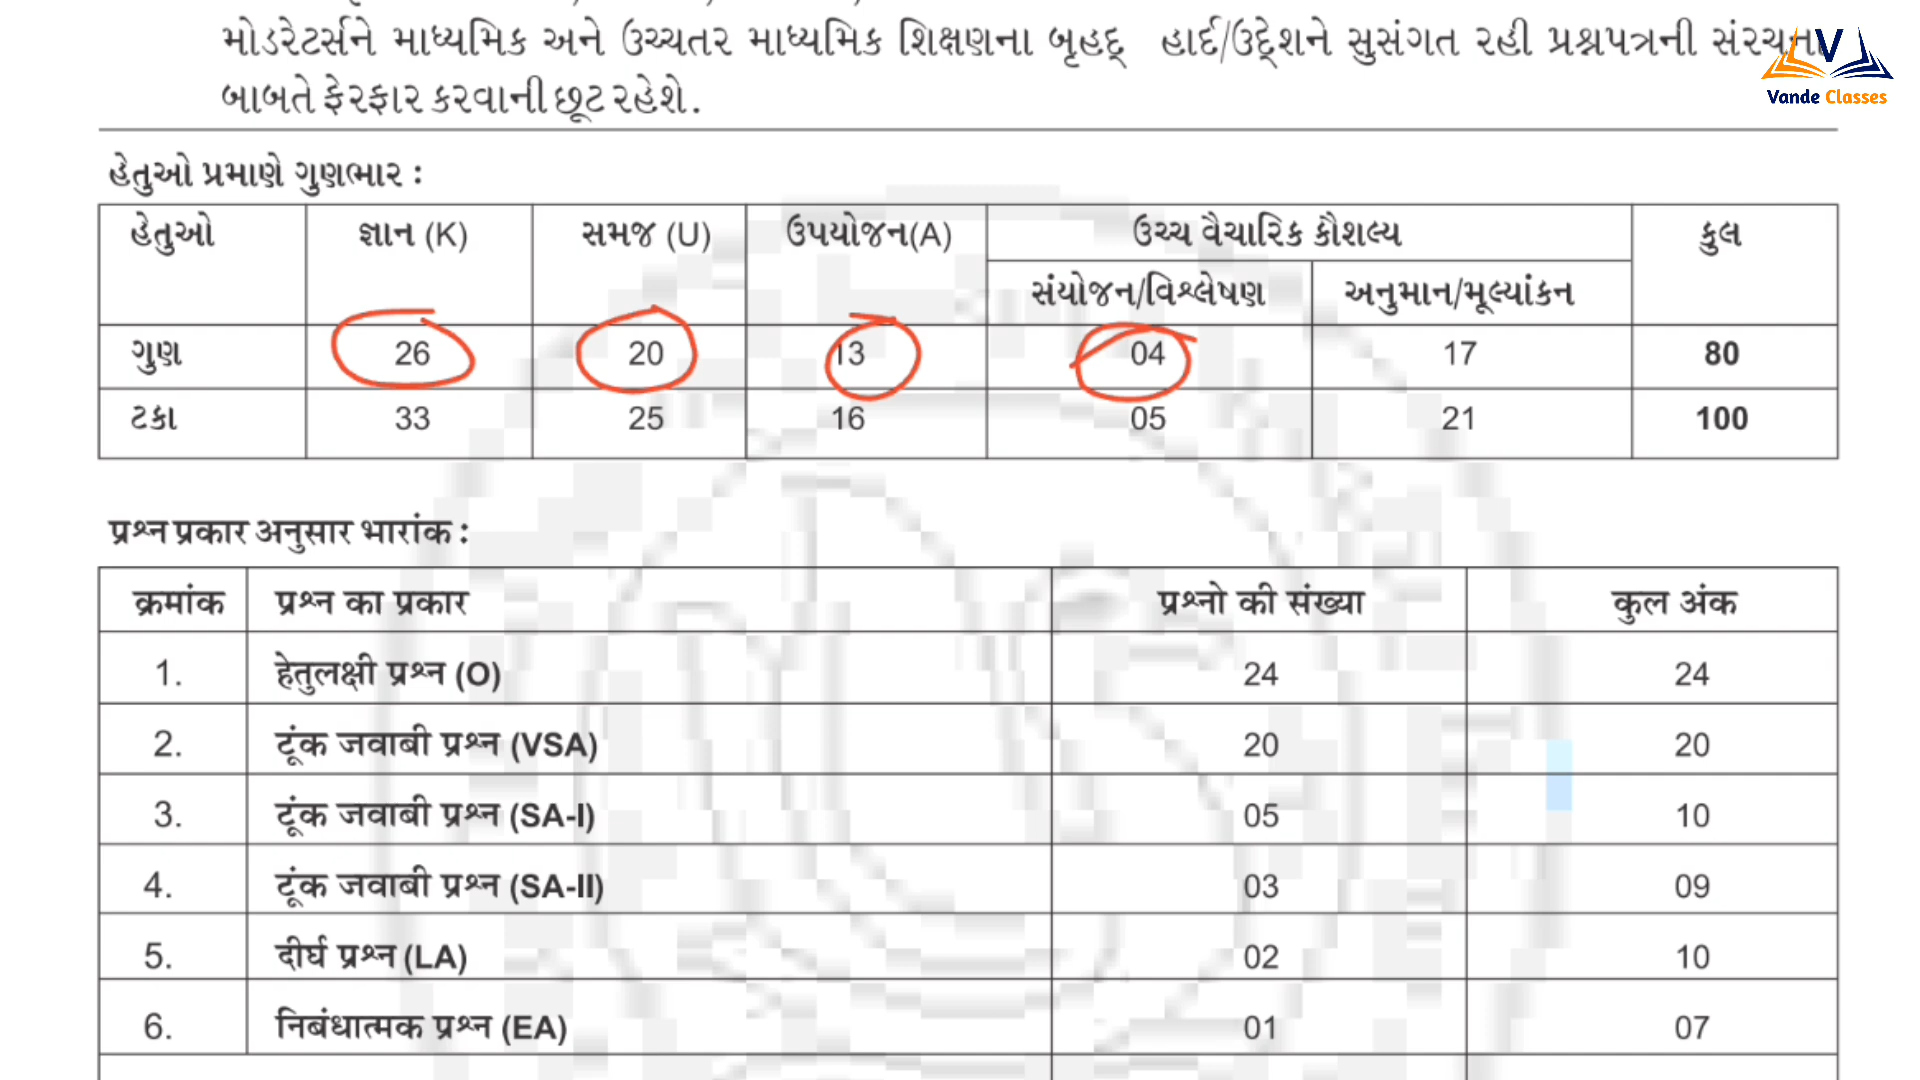 મોડરેટર્સને માધ્યમિક અને ઉચ્ચતર માધ્યમિક શિક્ષણના બૃહદ્ હાર્દ/ઉદ્દેશને સુસંગત રહી પ્રશ્નપત્રની સંરચના
બાબતે ફેરફાર કરવાની છૂટ રહેશે.
V
Vande Classes
હેતુઓ પ્રમાણે ગુણભાર :
હેતુઓ જ્ઞાન (K) સમજ (U) ઉપયોજન(A) ઉચ્ચ વૈચારિક કૌશલ્ય કુલ
સંયોજન/વિશ્લેષણ અનુમાન/મૂલ્યાંકન
ગુણ 26 20 13 04 17 80
ટકા 33 25 16 05 21 100
प्रश्न प्रकार अनुसार भारांक :
क्रमांक प्रश्न का प्रकार प्रश्नो की संख्या कुल अंक
1. हेतुलक्षी प्रश्न (O) 24 24
2. टूंक जवाबी प्रश्न (VSA) 20 20
3. टूंक जवाबी प्रश्न (SA-I) 05 10
4. टूंक जवाबी प्रश्न (SA-II) 03 09
5. दीर्घ प्रश्न (LA) 02 10
6. निबंधात्मक प्रश्न (EA) 01 07